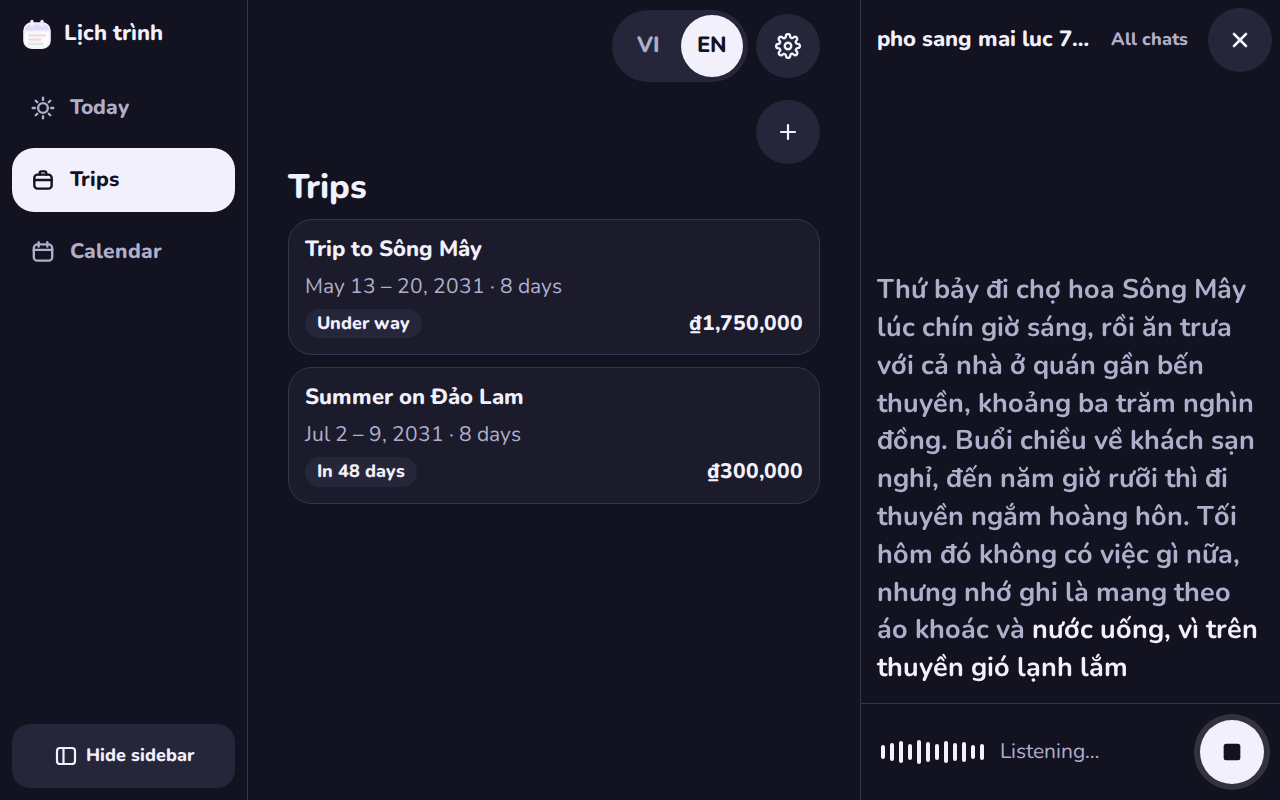 Lịch trình
Today
Trips
Calendar
Hide sidebar
VI
EN
Trips
Trip to Sông Mây
May 13 – 20, 2031 · 8 days
Under way
₫1,750,000
Summer on Đảo Lam
Jul 2 – 9, 2031 · 8 days
In 48 days
₫300,000
pho sang mai luc 7...
All chats
Thứ bảy đi chợ hoa Sông Mây
lúc chín giờ sáng, rồi ăn trưa
với cả nhà ở quán gần bến
thuyền, khoảng ba trăm nghìn
đồng. Buổi chiều về khách sạn
nghỉ, đến năm giờ rưỡi thì đi
thuyền ngắm hoàng hôn. Tối
hôm đó không có việc gì nữa,
nhưng nhớ ghi là mang theo
áo khoác và nước uống, vì trên
thuyền gió lạnh lắm
Listening...